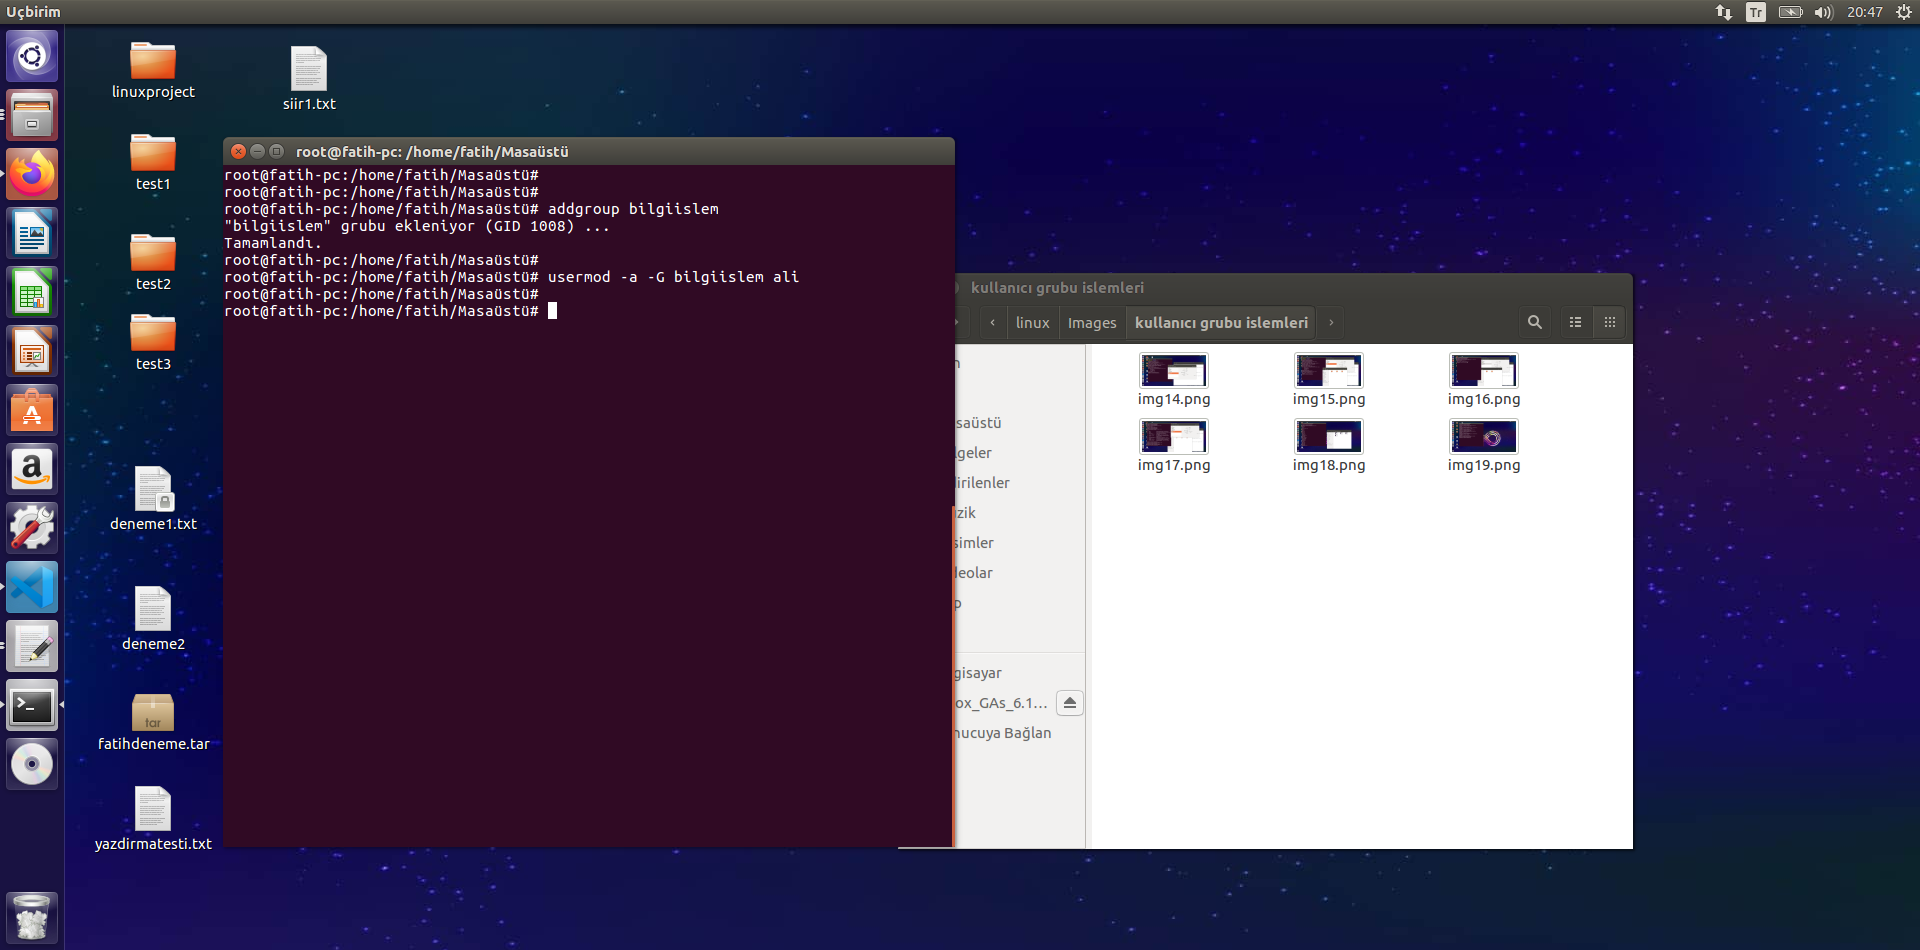 Uçbirim
Tr
20:47
linuxproject
siir1.txt
test1
test2
test3
deneme1.txt
deneme2
tar
fatihdeneme.tar
yazdirmatesti.txt
root@fatih-pc: /home/fatih/Masaüstü
root@fatih-pc:/home/fatih/Masaüstü#
root@fatih-pc:/home/fatih/Masaüstü#
root@fatih-pc:/home/fatih/Masaüstü# addgroup bilgiislem
"bilgiislem" grubu ekleniyor (GID 1008) ...
Tamamlandı.
root@fatih-pc:/home/fatih/Masaüstü#
root@fatih-pc:/home/fatih/Masaüstü# usermod -a -G bilgiislem ali
root@fatih-pc:/home/fatih/Masaüstü#
root@fatih-pc:/home/fatih/Masaüstü#
kullanıcı grubu islemleri
linux Images kullanıcı grubu islemleri
n
saüstü
lgeler
dirilenler
zik
simler
deolar
p
gisayar
ox_GAs_6.1...
nucuya Bağlan
img14.png img15.png img16.png
img17.png img18.png img19.png